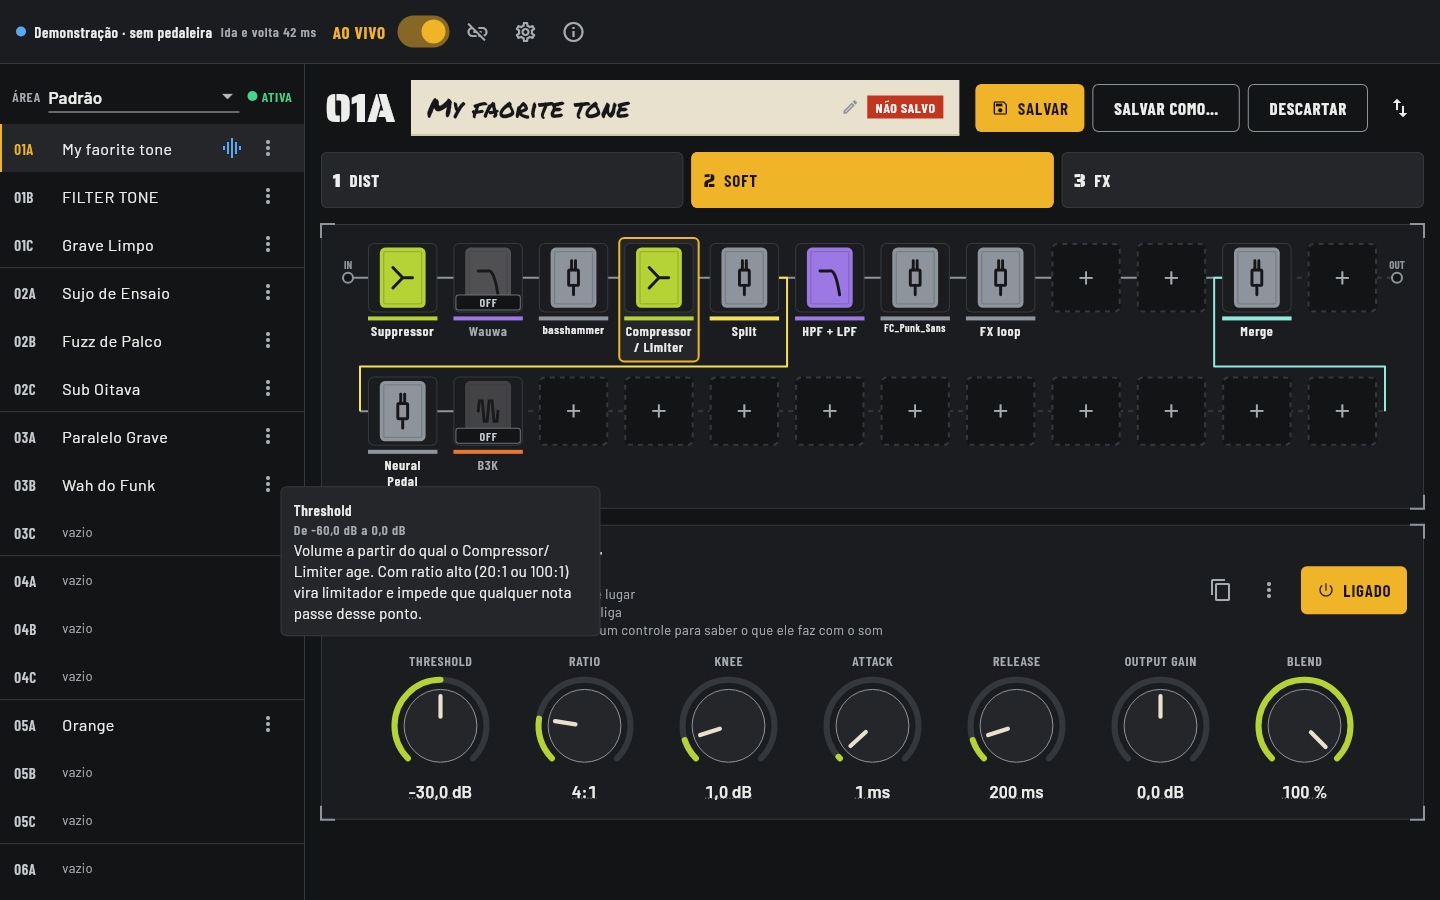 Demonstração · sem pedaleira Ida e volta 42 ms AO VIVO
ÁREA Padrão ATIVA
01A My faorite tone
01B FILTER TONE
01C Grave Limpo
02A Sujo de Ensaio
02B Fuzz de Palco
02C Sub Oitava
03A Paralelo Grave
03B Wah do Funk
03C vazio
04A vazio
04B vazio
04C vazio
05A Orange
05B vazio
05C vazio
06A vazio
01A My faorite tone NÃO SALVO SALVAR SALVAR COMO... DESCARTAR
1 DIST 2 SOFT 3 FX
IN OUT
OFF
Suppressor Wauwa basshammer Compressor / Limiter Split HPF + LPF FC_Punk_Sans FX loop Merge
OFF
Neural Pedal B3K
Threshold
De -60,0 dB a 0,0 dB
Volume a partir do qual o Compressor/
Limiter age. Com ratio alto (20:1 ou 100:1)
vira limitador e impede que qualquer nota
passe desse ponto.
lugar
liga
um controle para saber o que ele faz com o som
LIGADO
THRESHOLD RATIO KNEE ATTACK RELEASE OUTPUT GAIN BLEND
-30,0 dB 4:1 1,0 dB 1 ms 200 ms 0,0 dB 100 %